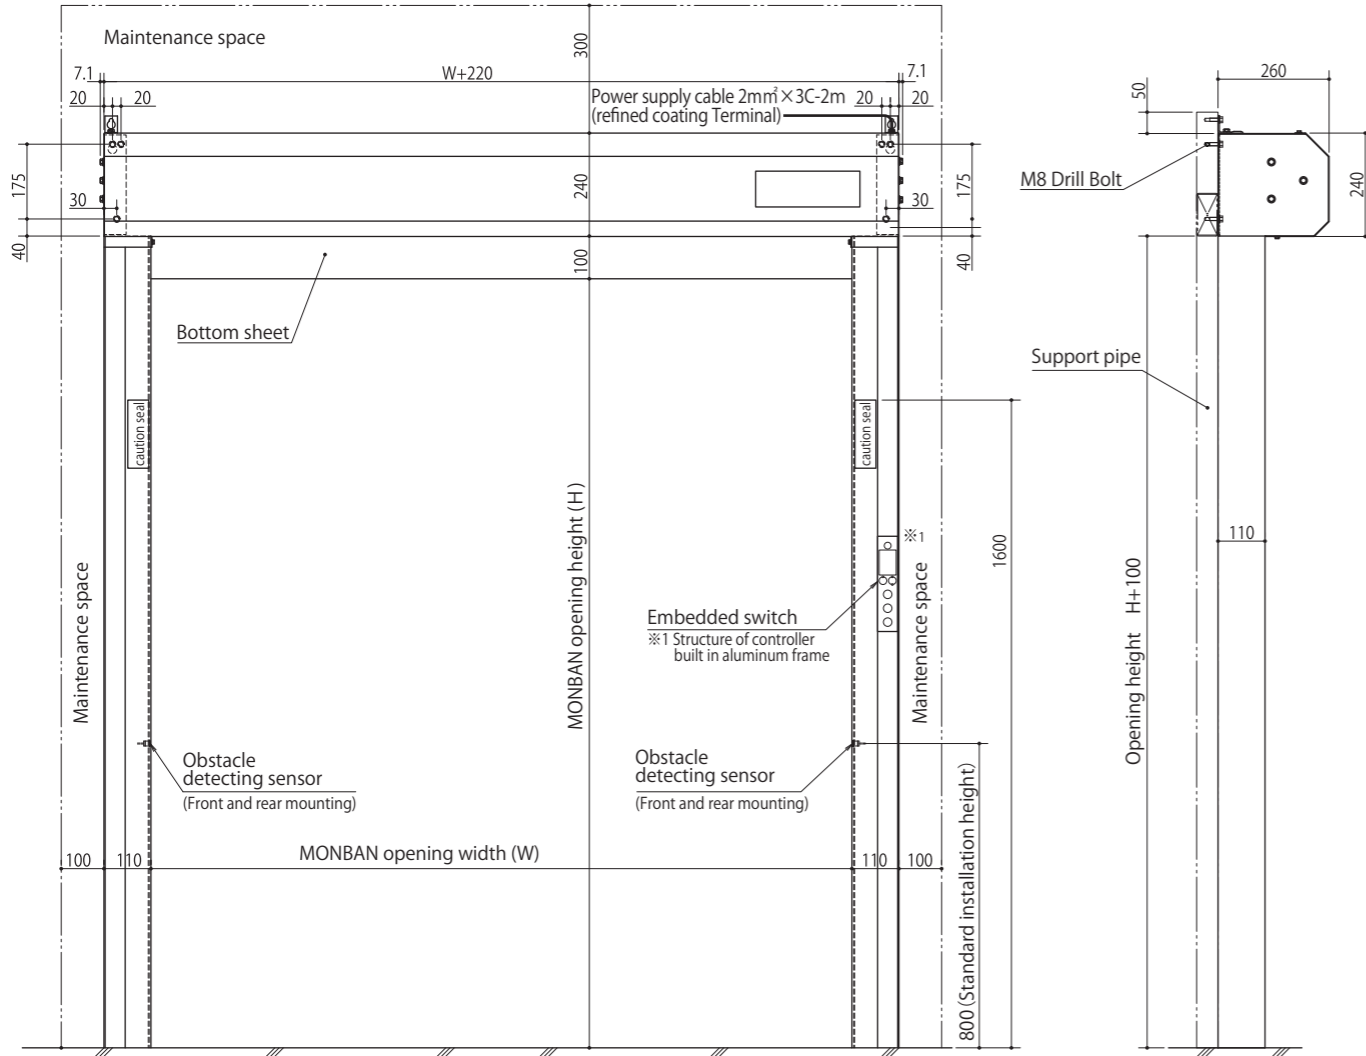 Maintenance space
300
7.1
W+220
7.1
260
20
20
Power supply cable 2mm²×3C-2m
(refined coating Terminal)
20
20
50
175
30
240
175
30
M8 Drill Bolt
240
40
100
40
Bottom sheet
Support pipe
caution seal
caution seal
MONBAN opening height (H)
1600
※1
110
Maintenance space
Embedded switch
※1 Structure of controller
built in aluminum frame
Maintenance space
Opening height H+100
Obstacle
detecting sensor
(Front and rear mounting)
Obstacle
detecting sensor
(Front and rear mounting)
800 (Standard installation height)
100
110
MONBAN opening width (W)
110
100